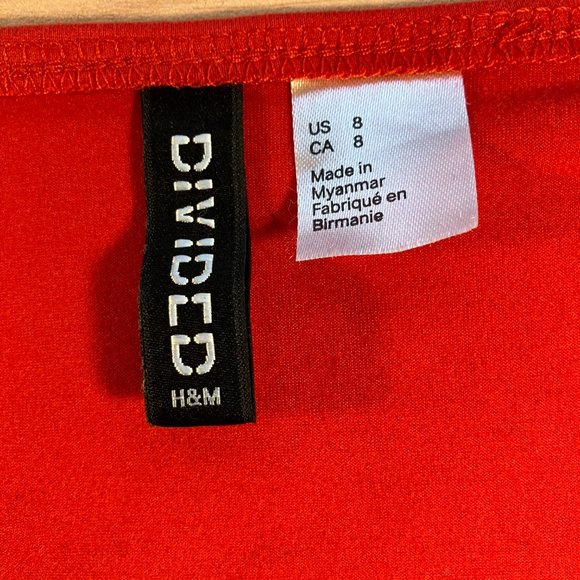 DIVIDED
H&M
US 8
CA 8
Made in
Myanmar
Fabriqué en
Birmanie